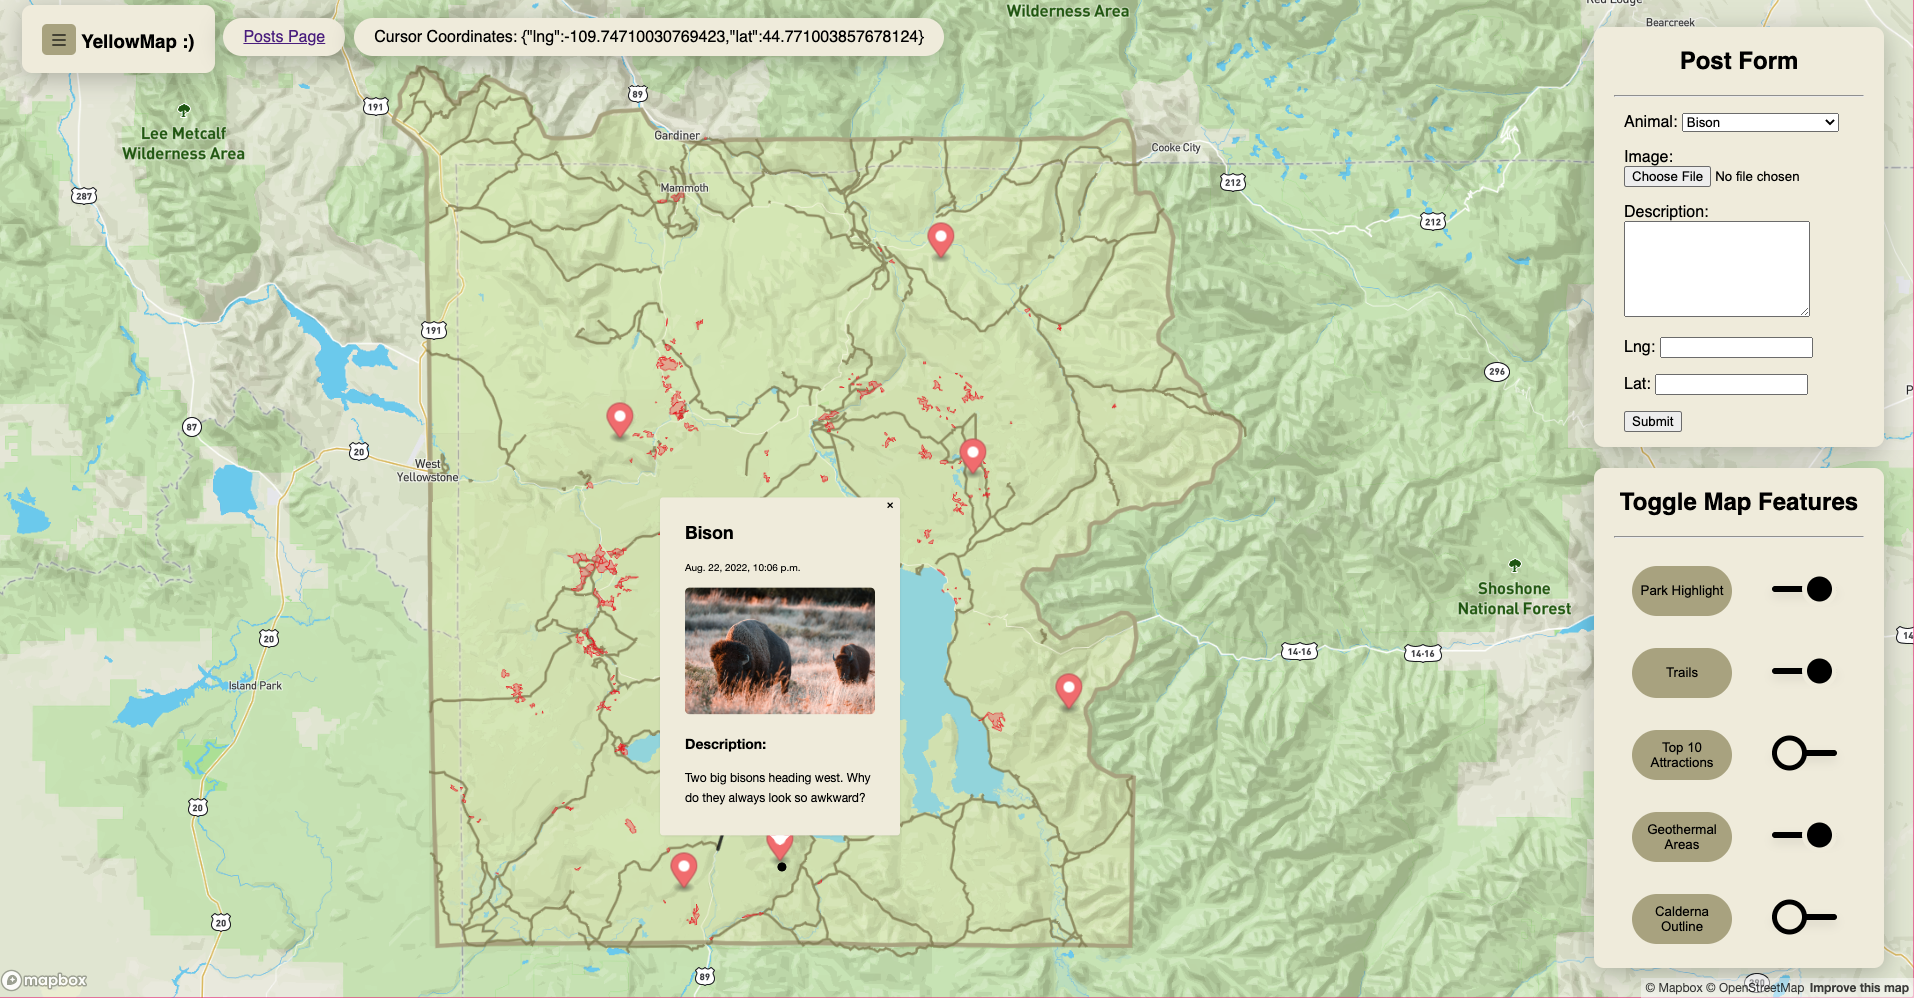 ☰ YellowMap :)
Posts Page
Cursor Coordinates: {"lng":-109.74710030769423,"lat":44.771003857678124}
Wilderness Area
Red Lodge
Bearcreek
191
89
Gardiner
Lee Metcalf
Wilderness Area
Cooke City
212
287
Mammoth
212
191
296
87
20
West
Yellowstone
Shoshone
National Forest
20
14-16
14-16
14
Island Park
20
20
89
Bison
×
Aug. 22, 2022, 10:06 p.m.
Description:
Two big bisons heading west. Why
do they always look so awkward?
Post Form
Animal: Bison
Image:
Choose File No file chosen
Description:
Lng:
Lat:
Submit
P
Toggle Map Features
Park Highlight
Trails
Top 10
Attractions
Geothermal
Areas
Calderna
Outline
mapbox
© Mapbox © OpenStreetMap Improve this map